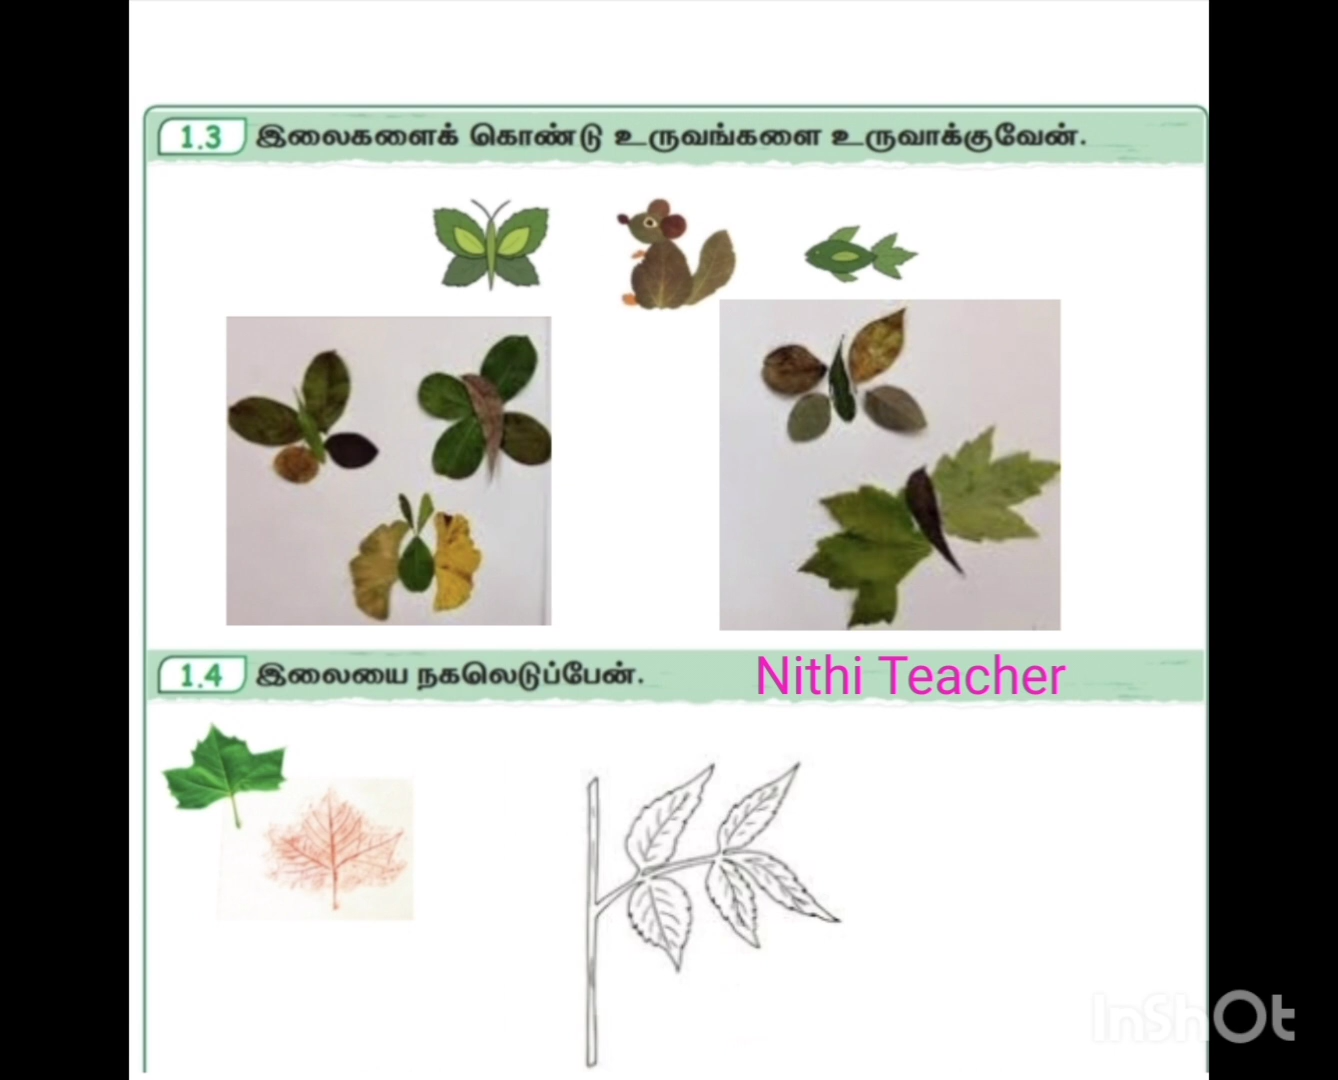 1.3 இலைகளைக் கொண்டு உருவங்களை உருவாக்குவேன்.
1.4 இலையை நகலெடுப்பேன். Nithi Teacher
InShOt